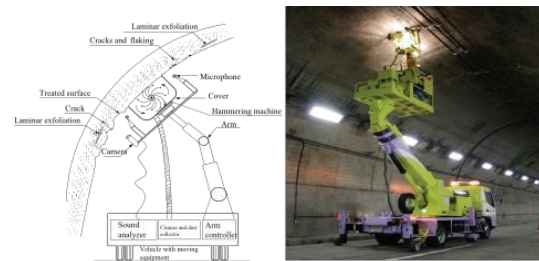 Laminar exfoliation
Cracks and flaking
Microphone
Cover
Treated surface
Hammering machine
Crack
Arm
Laminar exfoliation
Camera
Sound
analyzer
Cleaner and dust
collector
Arm
controller
Vehicle with moving
equipment